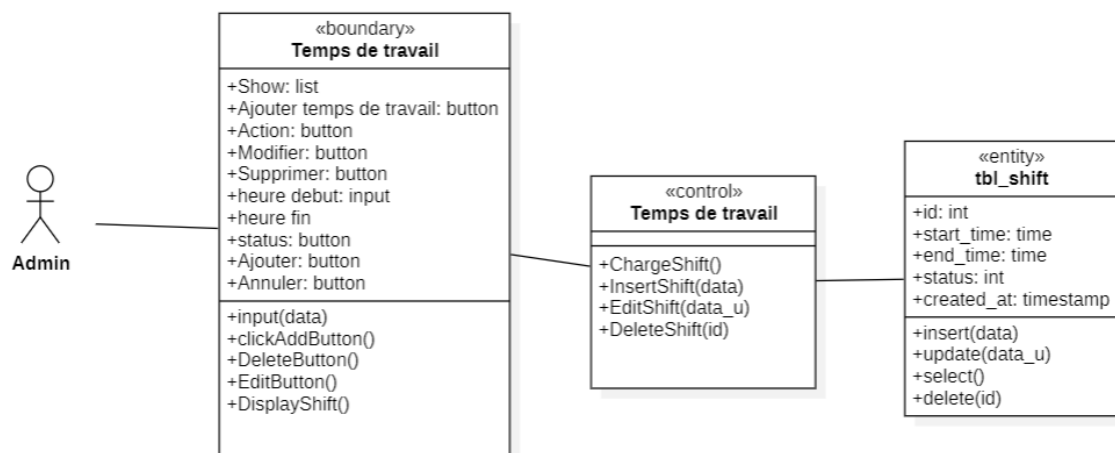 «boundary»
Temps de travail
+Show: list
+Ajouter temps de travail: button
+Action: button
+Modifier: button
+Supprimer: button
+heure debut: input
+heure fin
+status: button
+Ajouter: button
+Annuler: button
+input(data)
+clickAddButton()
+DeleteButton()
+EditButton()
+DisplayShift()
Admin
«control»
Temps de travail
+ChargeShift()
+InsertShift(data)
+EditShift(data_u)
+DeleteShift(id)
«entity»
tbl_shift
+id: int
+start_time: time
+end_time: time
+status: int
+created_at: timestamp
+insert(data)
+update(data_u)
+select()
+delete(id)